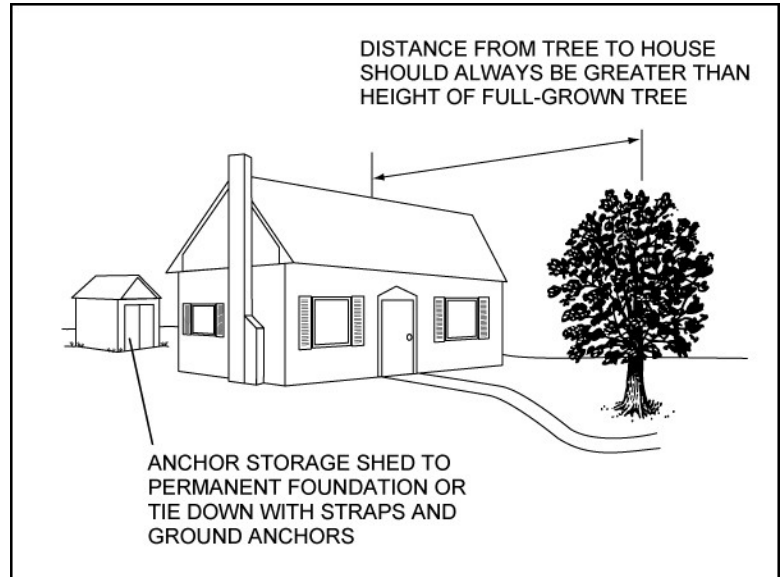 DISTANCE FROM TREE TO HOUSE
SHOULD ALWAYS BE GREATER THAN
HEIGHT OF FULL-GROWN TREE
ANCHOR STORAGE SHED TO
PERMANENT FOUNDATION OR
TIE DOWN WITH STRAPS AND
GROUND ANCHORS